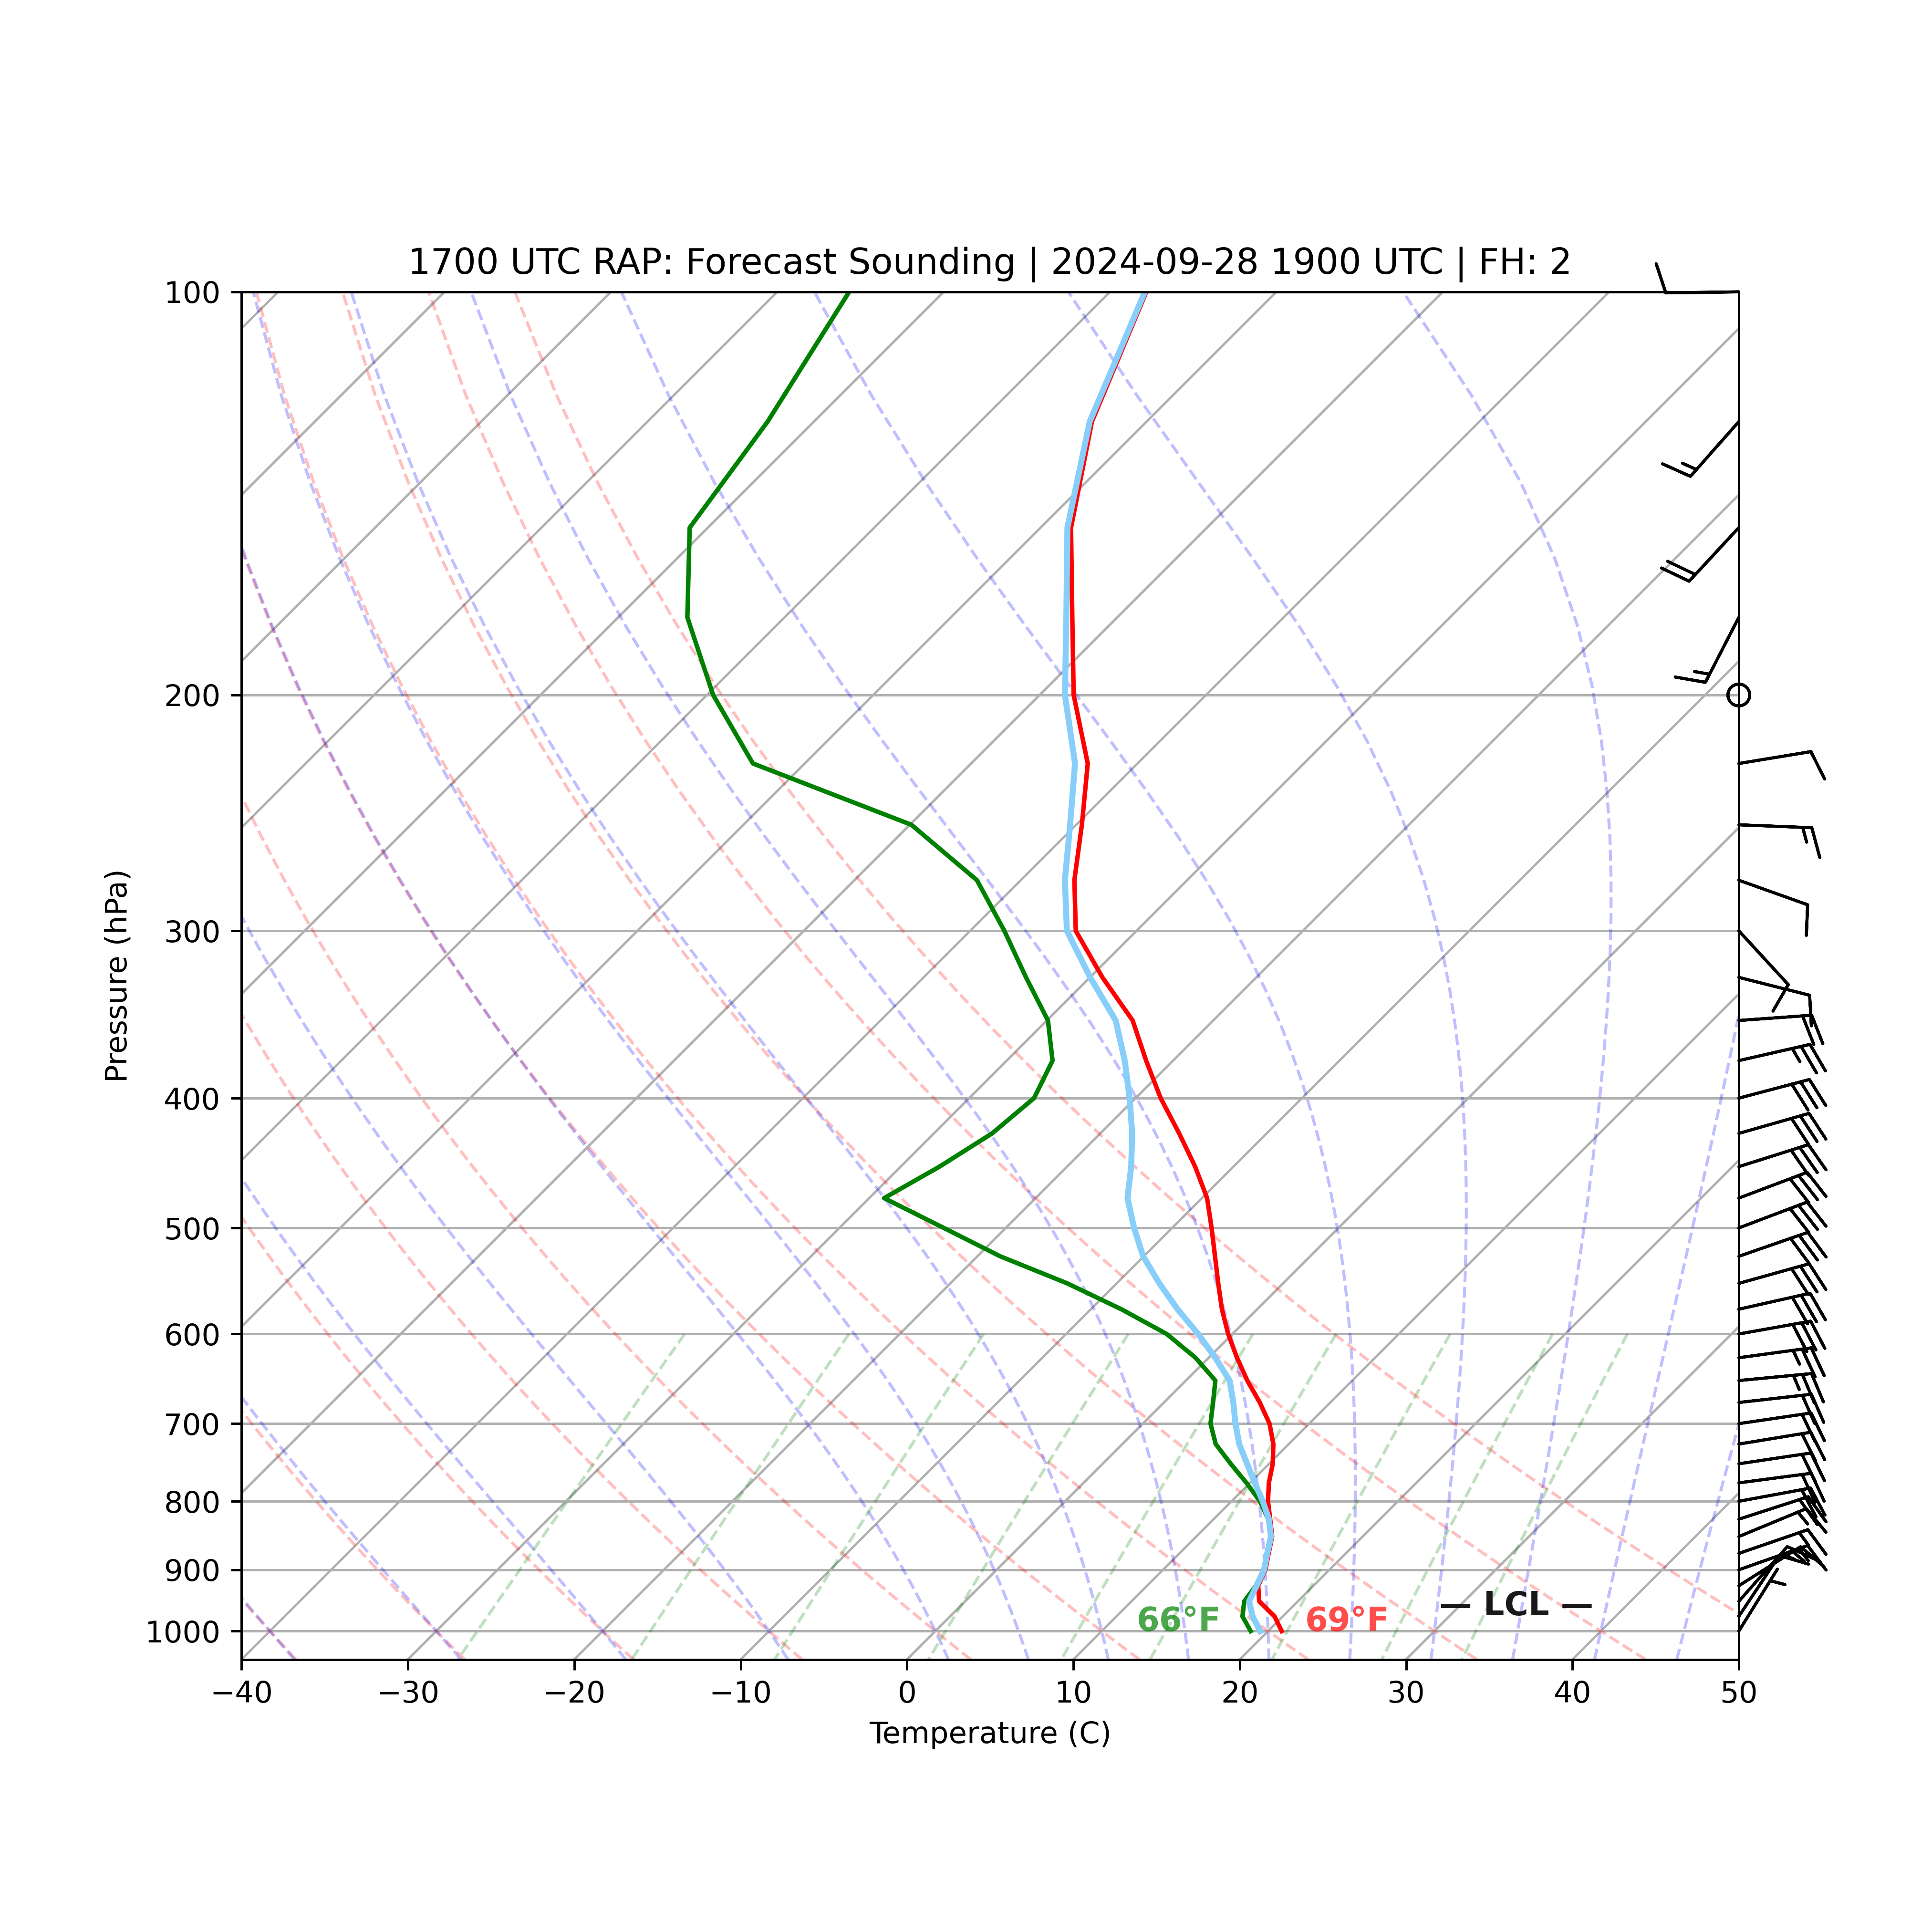 1700 UTC RAP: Forecast Sounding | 2024-09-28 1900 UTC | FH: 2
100
200
300
400
500
600
700
800
900
1000
Pressure (hPa)
66°F
69°F
— LCL —
−40 −30 −20 −10 0 10 20 30 40 50
Temperature (C)